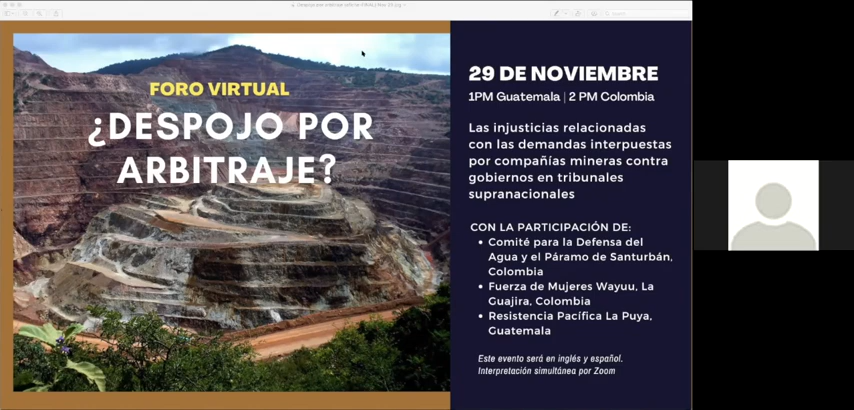 FORO VIRTUAL
¿DESPOJO POR
ARBITRAJE?
29 DE NOVIEMBRE
1PM Guatemala | 2 PM Colombia
Las injusticias relacionadas
con las demandas interpuestas
por compañías mineras contra
gobiernos en tribunales
supranacionales
CON LA PARTICIPACIÓN DE:
• Comité para la Defensa del
Agua y el Páramo de Santurbán,
Colombia
• Fuerza de Mujeres Wayuu, La
Guajira, Colombia
• Resistencia Pacífica La Puya,
Guatemala
Este evento será en inglés y español.
Interpretación simultánea por Zoom